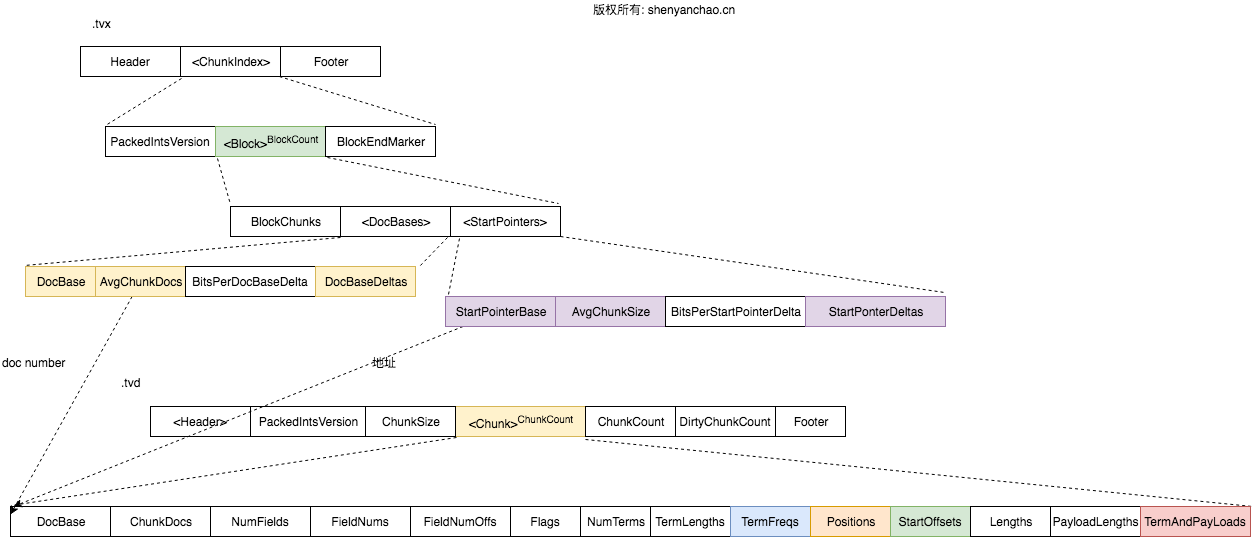 版权所有: shenyanchao.cn
.tvx
Header <ChunkIndex> Footer
PackedIntsVersion <Block>BlockCount BlockEndMarker
BlockChunks <DocBases> <StartPointers>
DocBase AvgChunkDocs BitsPerDocBaseDelta DocBaseDeltas
StartPointerBase AvgChunkSize BitsPerStartPointerDelta StartPonterDeltas
doc number 地址
.tvd
<Header> PackedIntsVersion ChunkSize <Chunk>ChunkCount ChunkCount DirtyChunkCount Footer
DocBase ChunkDocs NumFields FieldNums FieldNumOffs Flags NumTerms TermLengths TermFreqs Positions StartOffsets Lengths PayloadLengths TermAndPayLoads